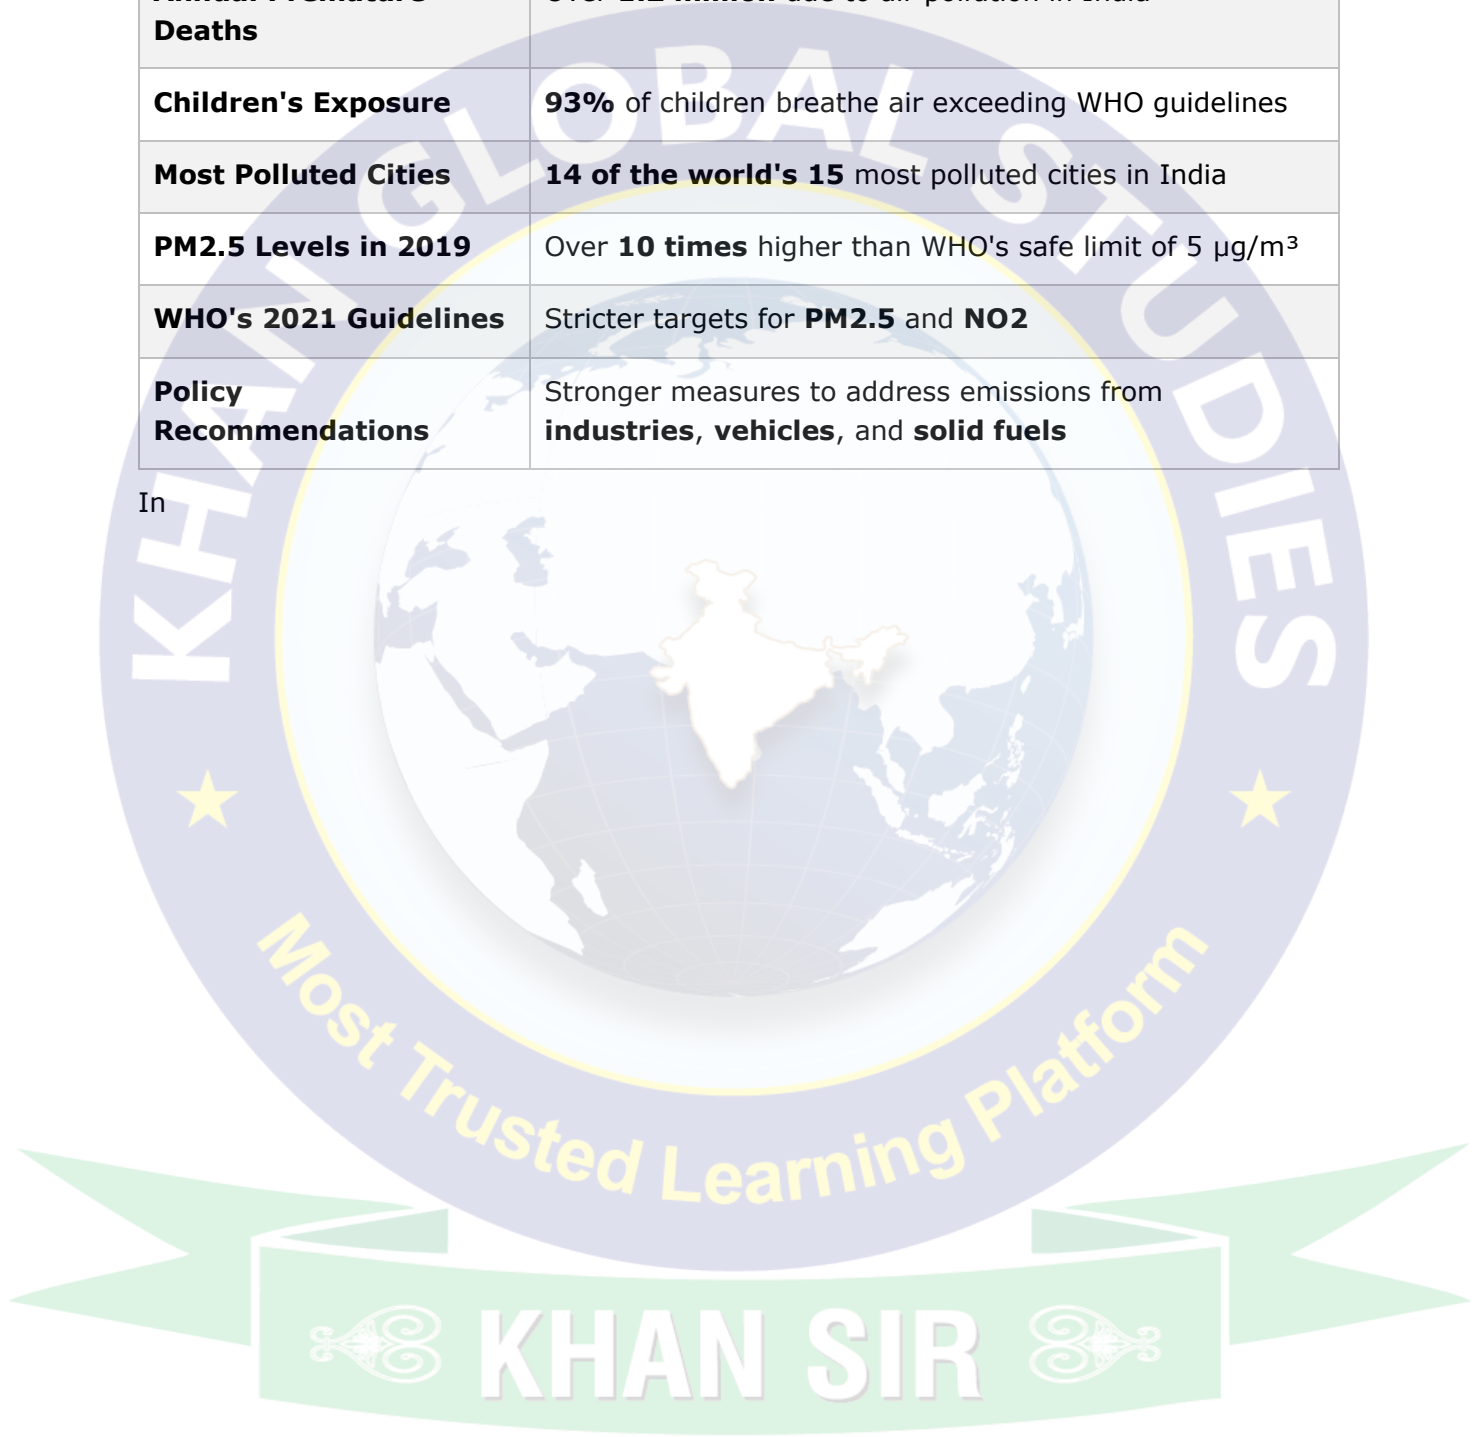 Deaths
Children's Exposure 93% of children breathe air exceeding WHO guidelines
Most Polluted Cities 14 of the world's 15 most polluted cities in India
PM2.5 Levels in 2019 Over 10 times higher than WHO's safe limit of 5 µg/m³
WHO's 2021 Guidelines Stricter targets for PM2.5 and NO2
Policy Recommendations Stronger measures to address emissions from
industries, vehicles, and solid fuels
In
KHAN GLOBAL STUDIES
Most Trusted Learning Platform
KHAN SIR